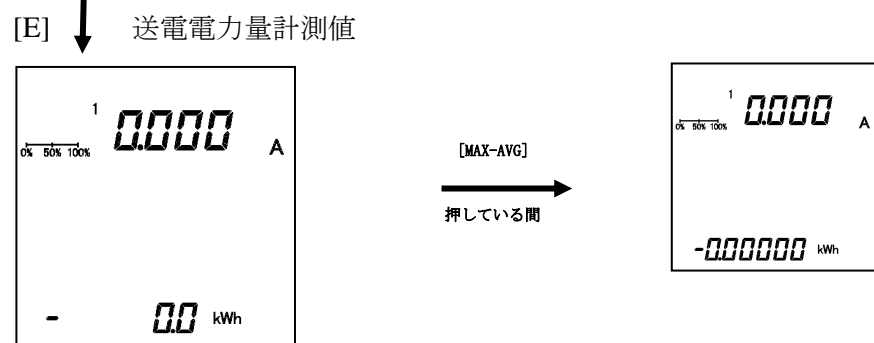 [E] 送電電力量計測値
1 0.000 A
0% 50% 100%
- 0.0 kWh
[MAX-AVG]
押している間
1 0.000 A
0% 50% 100%
-0.00000 kWh